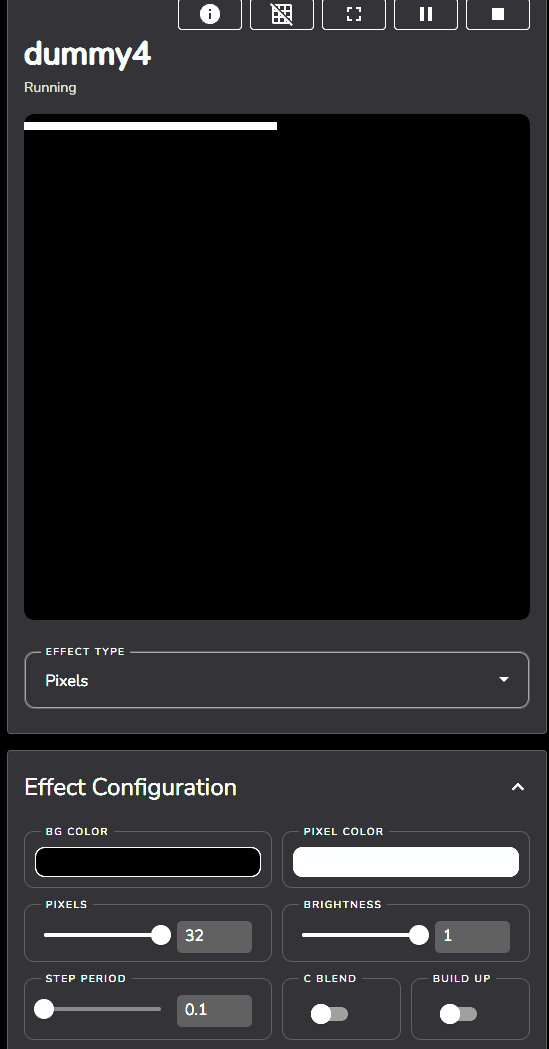 dummy4
Running
EFFECT TYPE
Pixels
Effect Configuration
BG COLOR
PIXEL COLOR
PIXELS
32
BRIGHTNESS
1
STEP PERIOD
0.1
C BLEND
BUILD UP